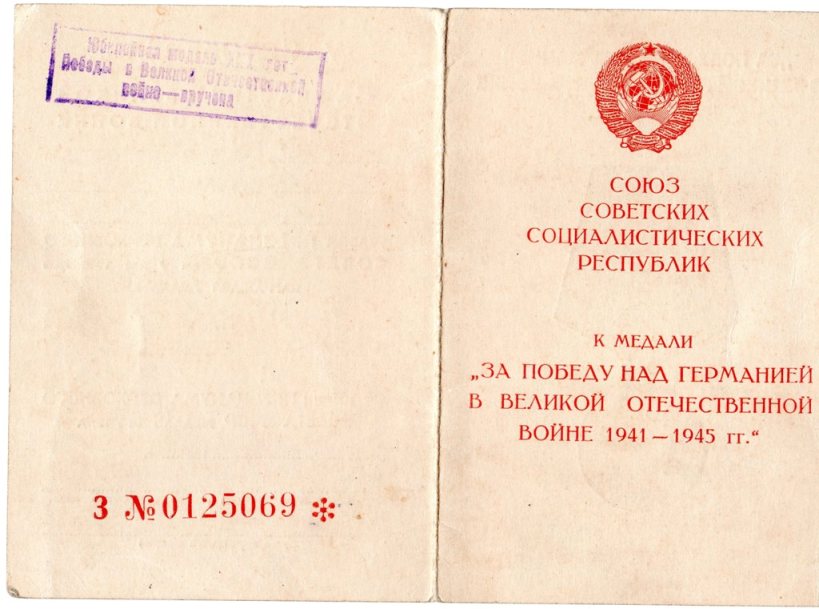 Юбилейная медаль лет
Победы в Великой Отечественной
войне—вручена
З №0125069
СОЮЗ
СОВЕТСКИХ
СОЦИАЛИСТИЧЕСКИХ
РЕСПУБЛИК
К МЕДАЛИ
„ЗА ПОБЕДУ НАД ГЕРМАНИЕЙ
В ВЕЛИКОЙ ОТЕЧЕСТВЕННОЙ
ВОЙНЕ 1941—1945 гг.“